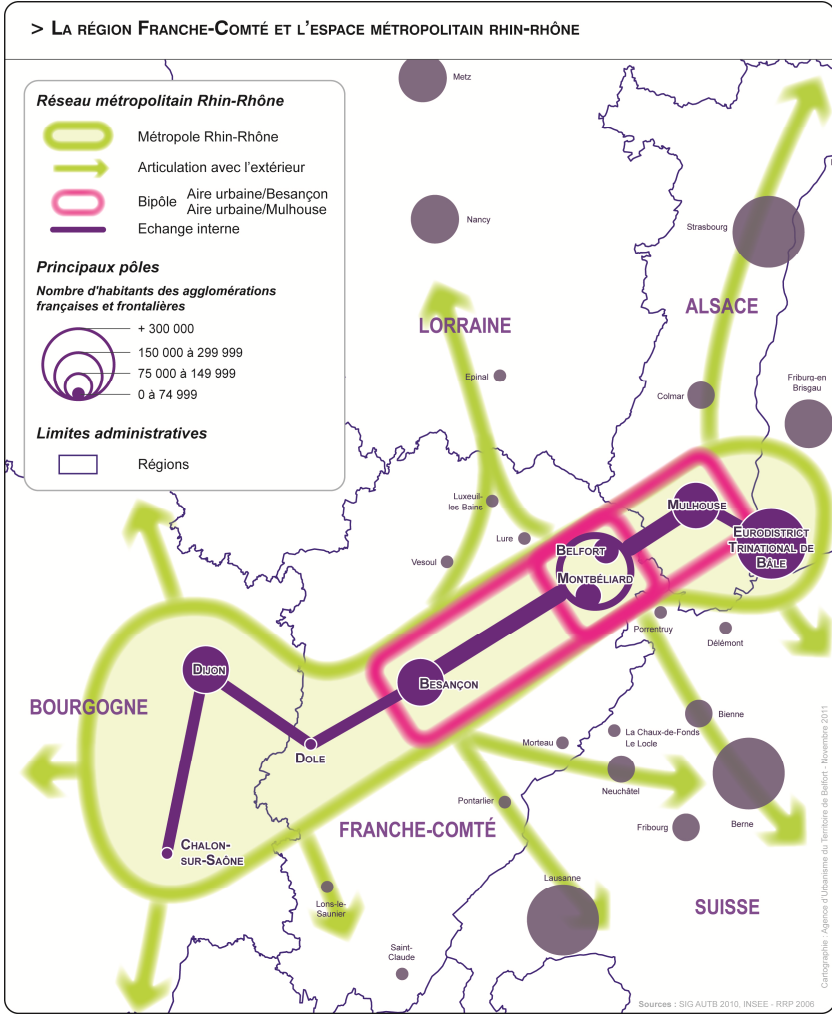 > La région Franche-Comté et l'espace métropolitain rhin-rhône
Réseau métropolitain Rhin-Rhône
Métropole Rhin-Rhône
Articulation avec l'extérieur
Bipôle
Aire urbaine/Besançon
Aire urbaine/Mulhouse
Echange interne
Principaux pôles
Nombre d'habitants des agglomérations
françaises et frontalières
+ 300 000
150 000 à 299 999
75 000 à 149 999
0 à 74 999
Limites administratives
Régions
Metz
Nancy
Strasbourg
LORRAINE
ALSACE
Epinal
Colmar
Friburg-en
Brisgau
Luxeuil-
les Bains
Lure
Vesoul
Mulhouse
Eurodistrict
Trinational de
Bâle
Belfort
Montbéliard
Porrentruy
Délémont
Dijon
Besançon
BOURGOGNE
Dole
Bienne
La Chaux-de-Fonds
Le Locle
Morteau
Neuchâtel
Pontarlier
Berne
Fribourg
FRANCHE-COMTÉ
Chalon-
sur-Saône
Lausanne
SUISSE
Lons-le-
Saunier
Saint-
Claude
Cartographie : Agence d'Urbanisme du Territoire de Belfort - Novembre 2011
Sources : SIG AUTB 2010, INSEE - RRP 2006